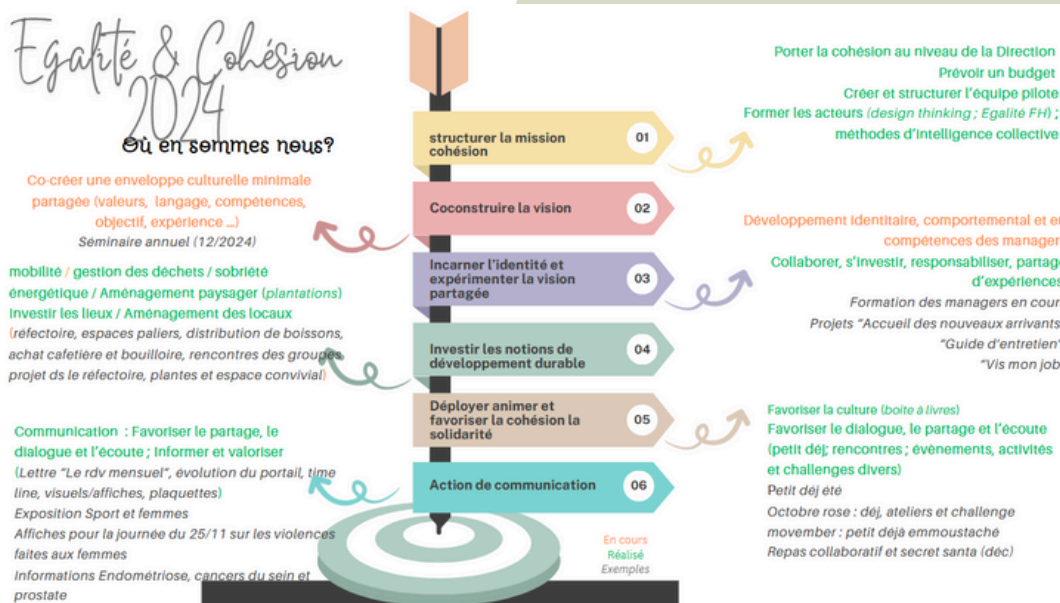 Egalité & Cohésion
2024
Où en sommes nous?
Co-créer une enveloppe culturelle minimale
partagée (valeurs, langage, compétences,
objectif, expérience ...)
Séminaire annuel (12/2024)
mobilité / gestion des déchets / sobriété
énergétique / Aménagement paysager (plantations)
Investir les lieux / Aménagement des locaux
(réfectoire, espaces paliers, distribution de boissons,
achat cafetière et bouilloire, rencontres des groupes,
projet ds le réfectoire, plantes et espace convivial)
Communication : Favoriser le partage, le
dialogue et l'écoute ; Informer et valoriser
(Lettre "Le rdv mensuel", évolution du portail, time
line, visuels/affiches, plaquettes)
Exposition Sport et femmes
Affiches pour la journée du 25/11 sur les violences
faites aux femmes
Informations Endométriose, cancers du sein et
prostate
structurer la mission
cohésion
01
Coconstruire la vision
02
Incarner l'identité et
expérimenter la vision
partagée
03
Investir les notions de
développement durable
04
Déployer animer et
favoriser la cohésion la
solidarité
05
Action de communication
06
En cours
Réalisé
Exemples
Porter la cohésion au niveau de la Direction
Prévoir un budget
Créer et structurer l'équipe pilote
Former les acteurs (design thinking ; Egalité FH) ;
méthodes d'intelligence collective
Développement identitaire, comportemental et en
compétences des manager
Collaborer, s'investir, responsabiliser, partage
d'expériences
Formation des managers en cour
Projets "Accueil des nouveaux arrivants
"Guide d'entretien"
"Vis mon job
Favoriser la culture (boite à livres)
Favoriser le dialogue, le partage et l'écoute
(petit déj; rencontres ; évènements, activités
et challenges divers)
Petit déj été
Octobre rose : déj, ateliers et challenge
movember : petit déjà emmoustaché
Repas collaboratif et secret santa (déc)